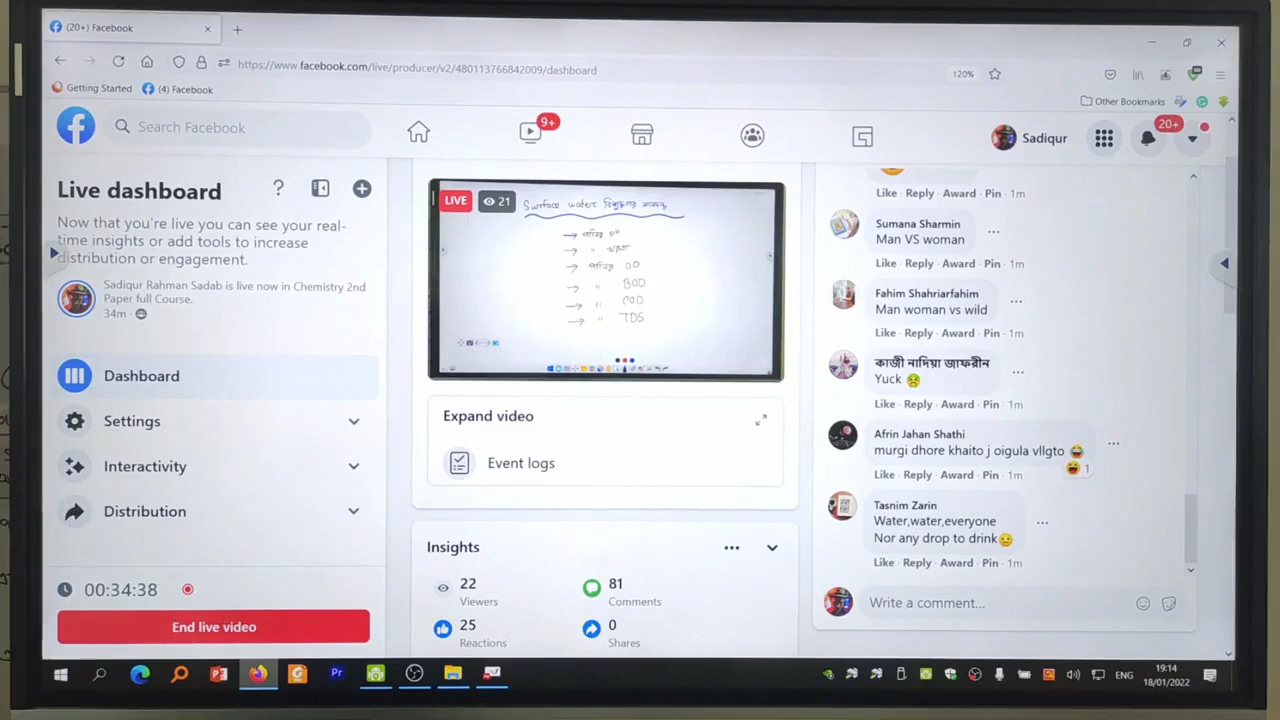 (20+) Facebook
https://www.facebook.com/live/producer/v2/480113766842009/dashboard
120%
Getting Started
(4) Facebook
Other Bookmarks
Search Facebook
9+
Sadiqur
20+
Live dashboard
Now that you're live you can see your real-
time insights or add tools to increase
distribution or engagement.
Sadiqur Rahman Sadab is live now in Chemistry 2nd
Paper full Course.
34m
Dashboard
Settings
Interactivity
Distribution
00:34:38
End live video
LIVE
21
Surface water বিশুদ্ধতার মানদন্ড
পানির pH
" খরতা
পানির DO
" BOD
" COD
" TDS
Expand video
Event logs
Insights
22
Viewers
81
Comments
25
Reactions
0
Shares
Like · Reply · Award · Pin · 1m
Sumana Sharmin
Man VS woman
Like · Reply · Award · Pin · 1m
Fahim Shahriarfahim
Man woman vs wild
Like · Reply · Award · Pin · 1m
কাজী নাদিয়া জাফরীন
Yuck 🤢
Like · Reply · Award · Pin · 1m
Afrin Jahan Shathi
murgi dhore khaito j oigula vllgto 😂
1
Like · Reply · Award · Pin · 1m
Tasnim Zarin
Water,water,everyone
Nor any drop to drink😐
Like · Reply · Award · Pin · 1m
Write a comment...
Pr
ENG
19:14
18/01/2022